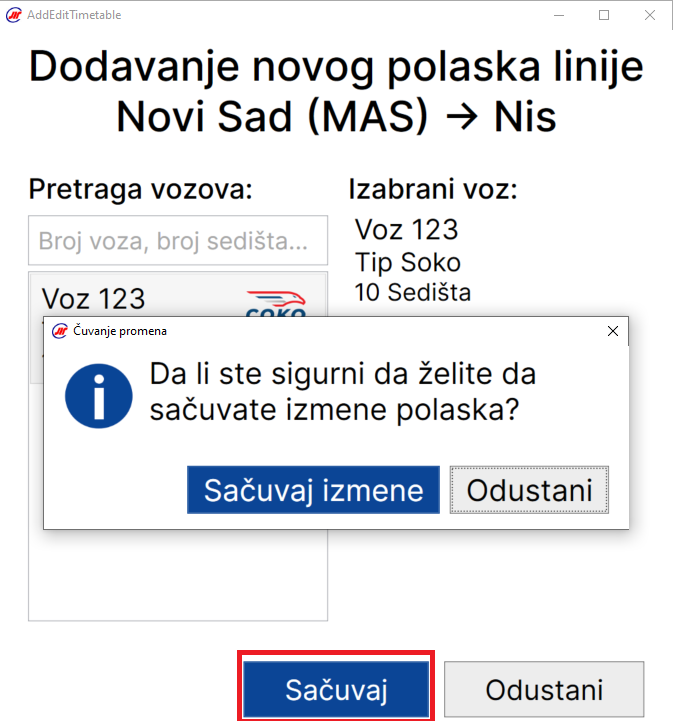 AddEditTimetable
Dodavanje novog polaska linije
Novi Sad (MAS) → Nis
Pretraga vozova:
Izabrani voz:
Broj voza, broj sedišta...
Voz 123
Tip Soko
10 Sedišta
Voz 123
Čuvanje promena
Da li ste sigurni da želite da
sačuvate izmene polaska?
Sačuvaj izmene
Odustani
Sačuvaj
Odustani